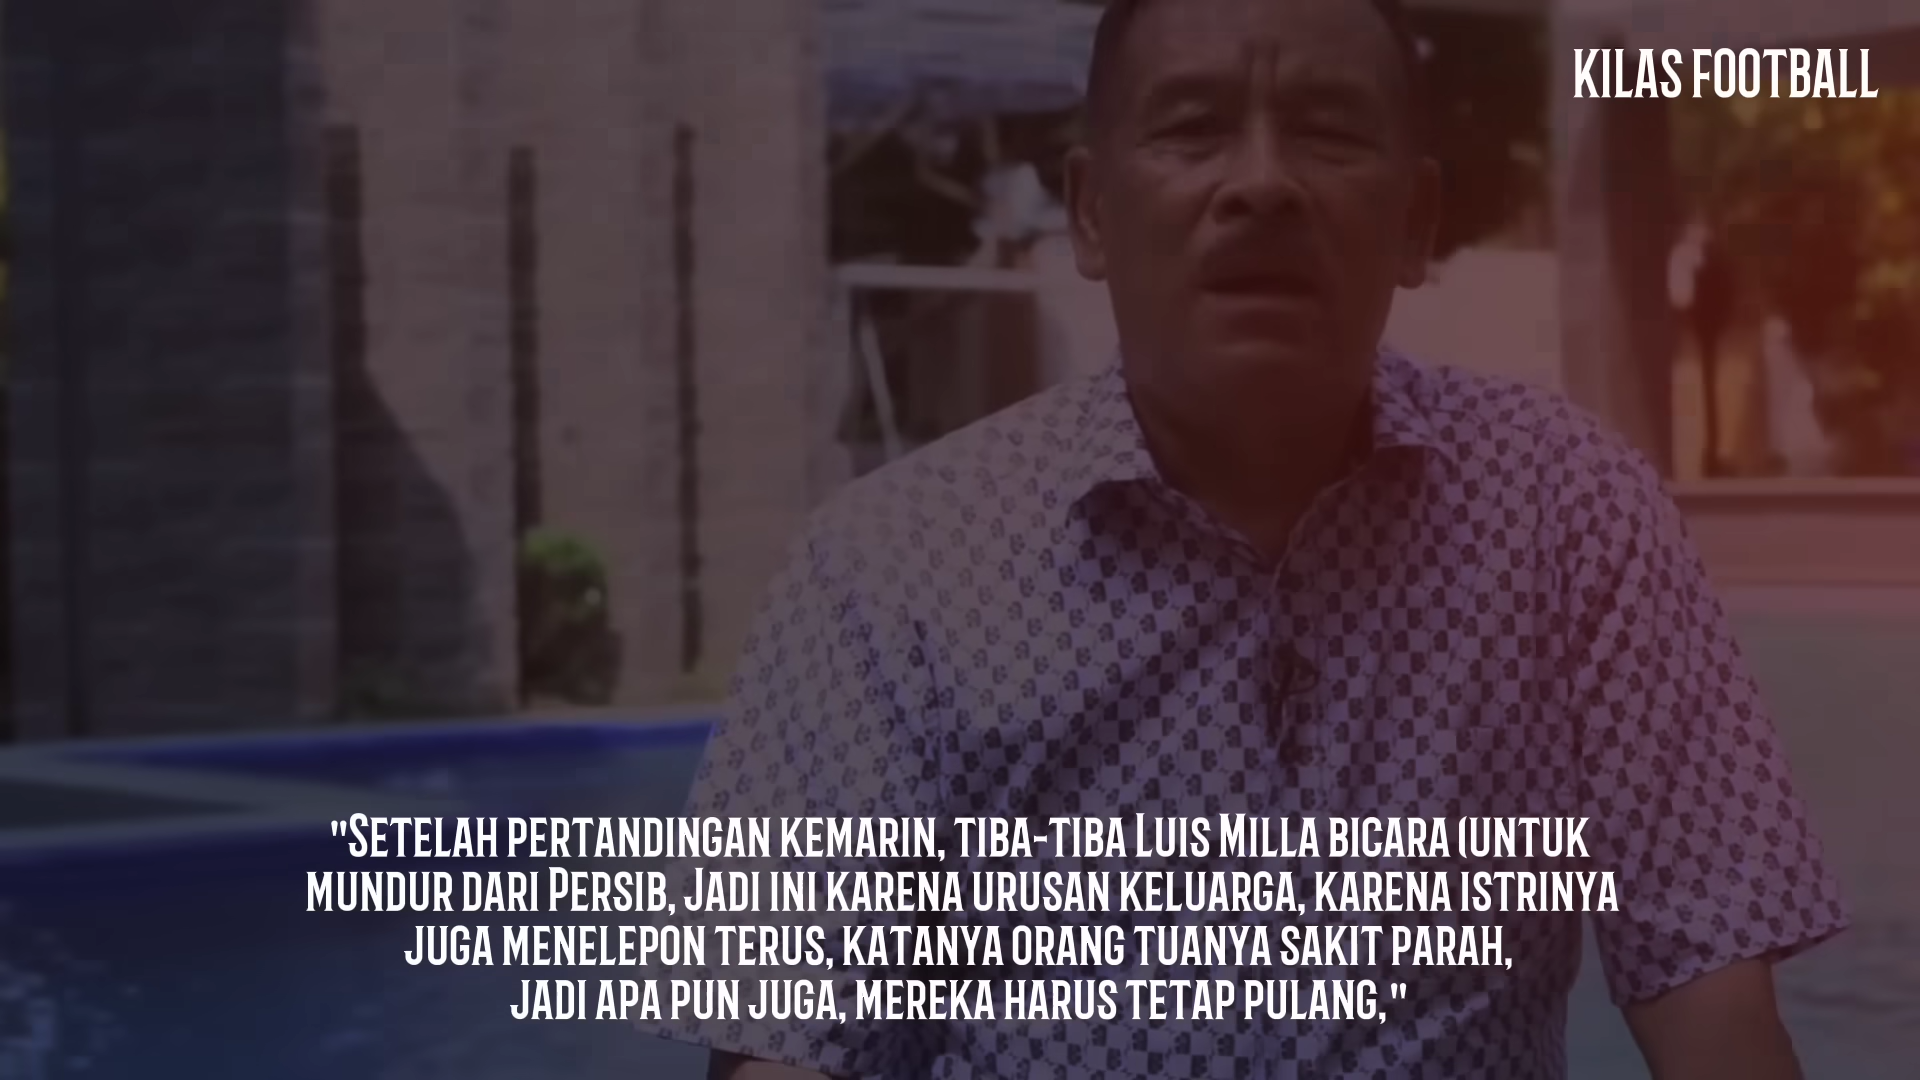 KILAS FOOTBALL
"Setelah pertandingan kemarin, tiba-tiba Luis Milla bicara (untuk
mundur dari Persib, Jadi ini karena urusan keluarga, karena istrinya
juga menelepon terus, katanya orang tuanya sakit parah,
jadi apa pun juga, mereka harus tetap pulang,"